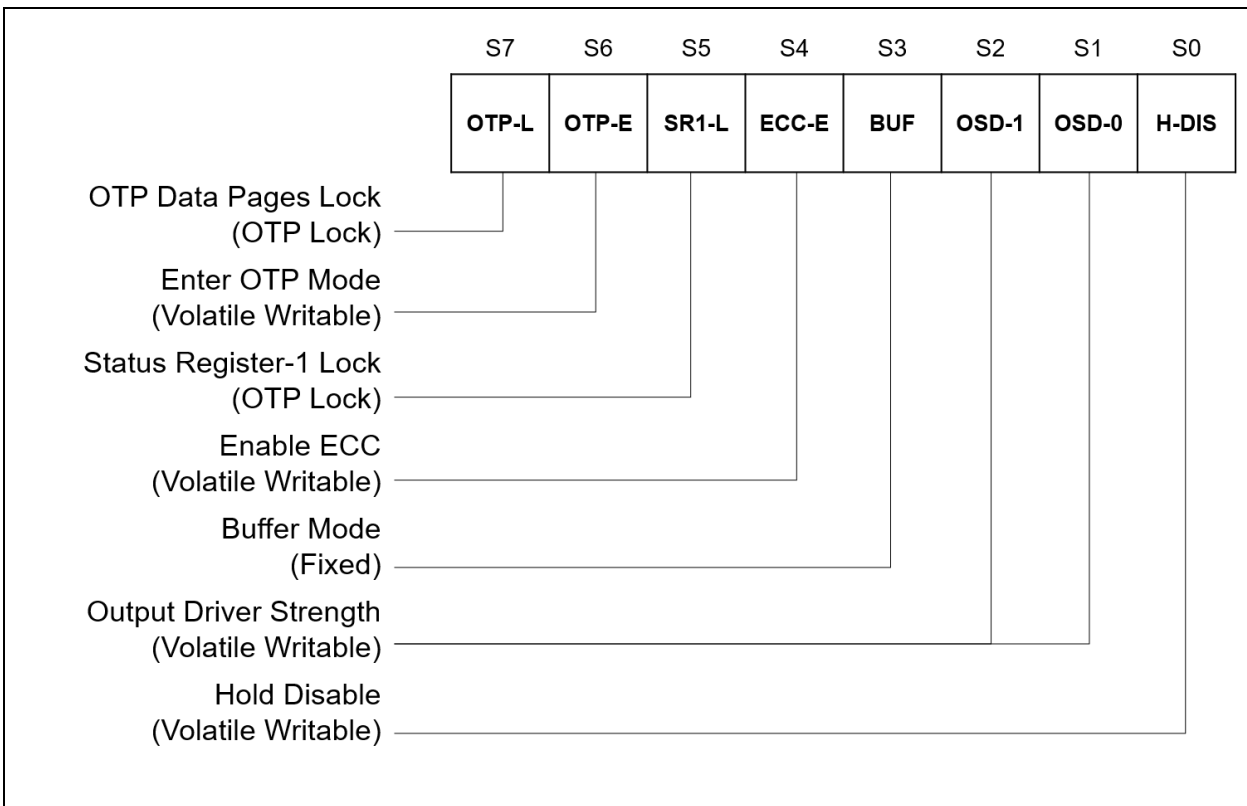 S7 S6 S5 S4 S3 S2 S1 S0
OTP-L OTP-E SR1-L ECC-E BUF OSD-1 OSD-0 H-DIS
OTP Data Pages Lock
(OTP Lock)
Enter OTP Mode
(Volatile Writable)
Status Register-1 Lock
(OTP Lock)
Enable ECC
(Volatile Writable)
Buffer Mode
(Fixed)
Output Driver Strength
(Volatile Writable)
Hold Disable
(Volatile Writable)